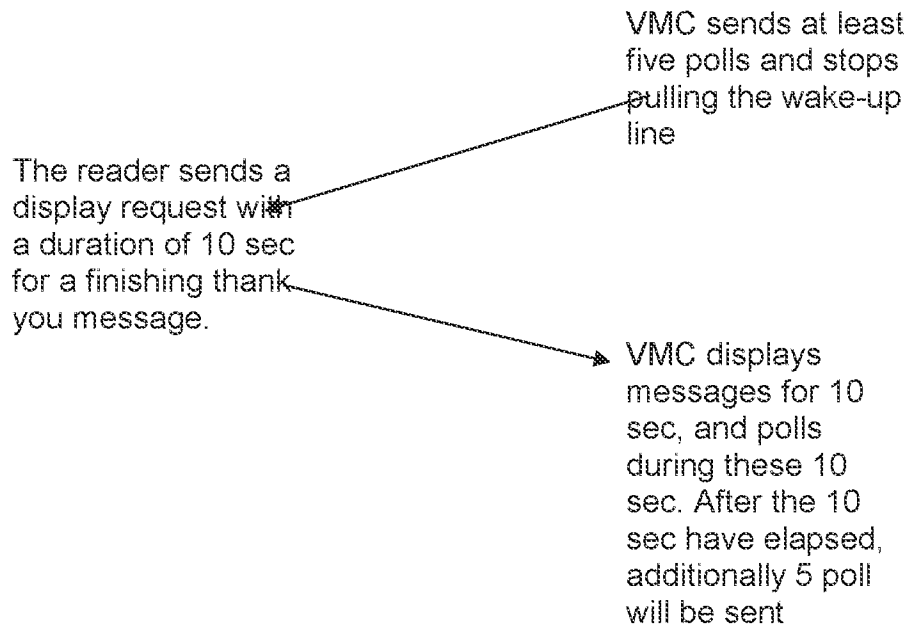 VMC sends at least
five polls and stops
pulling the wake-up
line
The reader sends a
display request with
a duration of 10 sec
for a finishing thank
you message.
VMC displays
messages for 10
sec, and polls
during these 10
sec. After the 10
sec have elapsed,
additionally 5 poll
will be sent